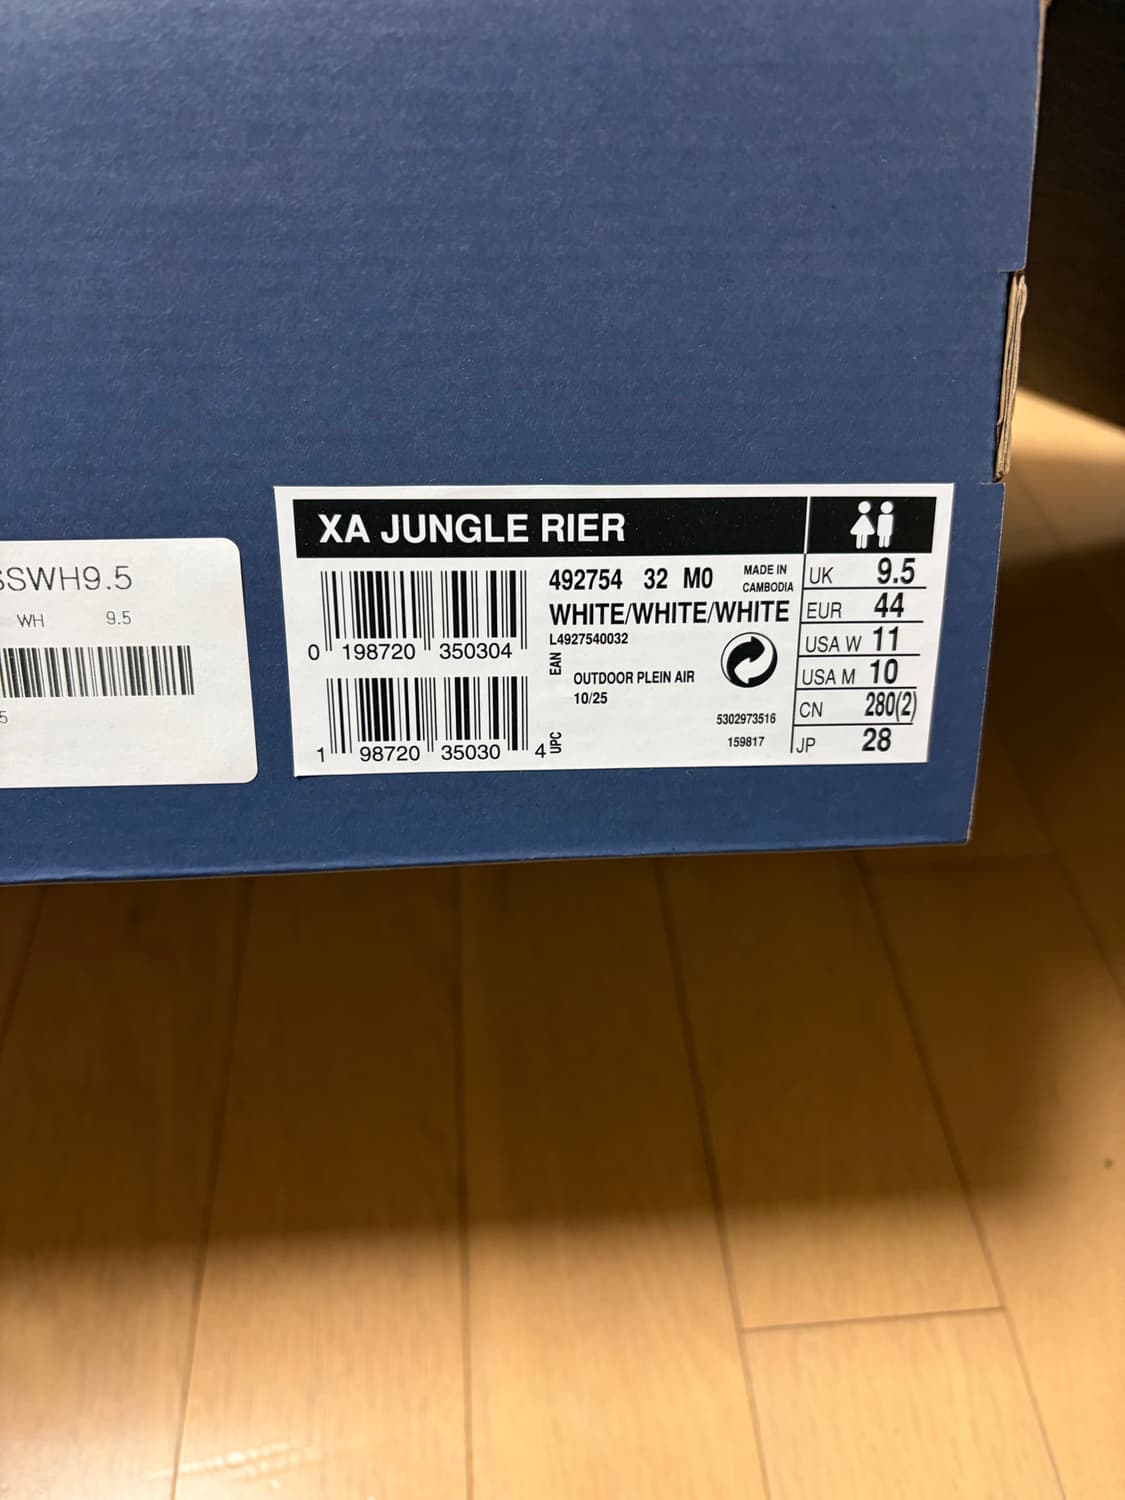 SSWH9.5
WH 9.5
5
XA JUNGLE RIER
0 198720 350304
1 98720 35030 4
EAN
UPC
492754 32 M0
MADE IN CAMBODIA
WHITE/WHITE/WHITE
L4927540032
OUTDOOR PLEIN AIR
10/25
5302973516
159817
UK 9.5
EUR 44
USA W 11
USA M 10
CN 280(2)
JP 28